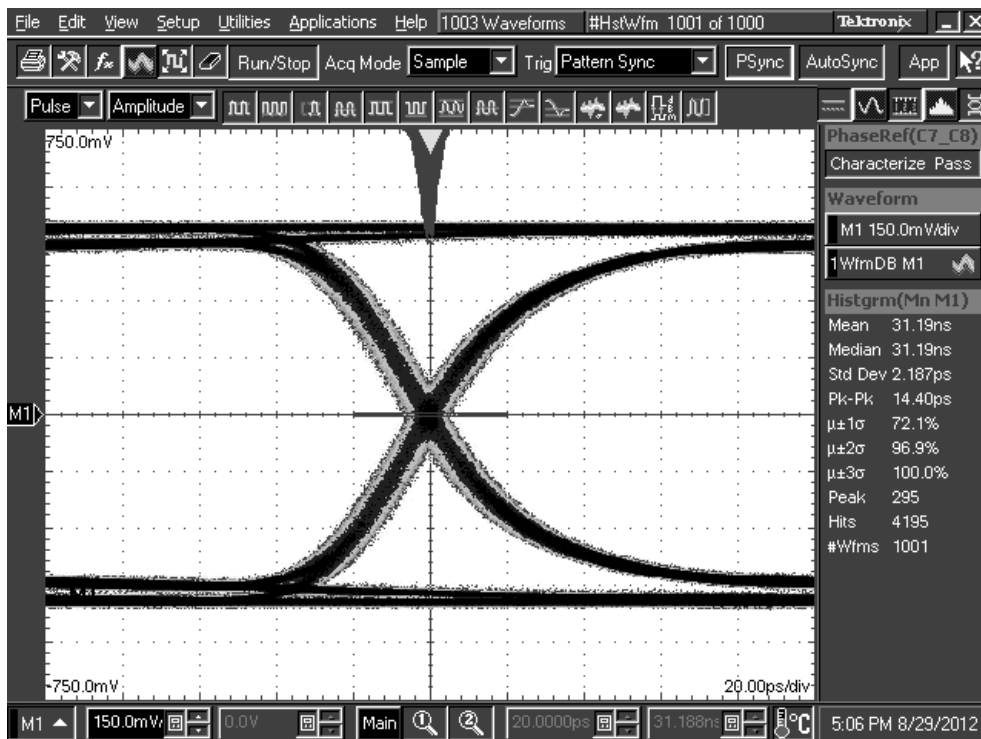 File Edit View Setup Utilities Applications Help 1003 Waveforms #HstWfm 1001 of 1000 Tektronix
Run/Stop Acq Mode Sample Trig Pattern Sync PSync AutoSync App
Pulse Amplitude
750.0mV
PhaseRef(C7_C8)
Characterize Pass
Waveform
M1 150.0mV/div
1 WfmDB M1
Histgrm(Mn M1)
Mean 31.19ns
Median 31.19ns
Std Dev 2.187ps
Pk-Pk 14.40ps
µ±1σ 72.1%
µ±2σ 96.9%
µ±3σ 100.0%
Peak 295
Hits 4195
#Wfms 1001
M1
-750.0mV 20.00ps/div
M1 150.0mV/ 0.0V Main 1 2 20.0000ps 31.188ns °C 5:06 PM 8/29/2012